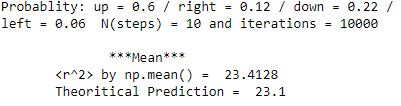 Probablity: up = 0.6 / right = 0.12 / down = 0.22 /
left = 0.06  N(steps) = 10 and iterations = 10000
***Mean***
<r^2> by np.mean() =  23.4128
Theoritical Prediction =  23.1